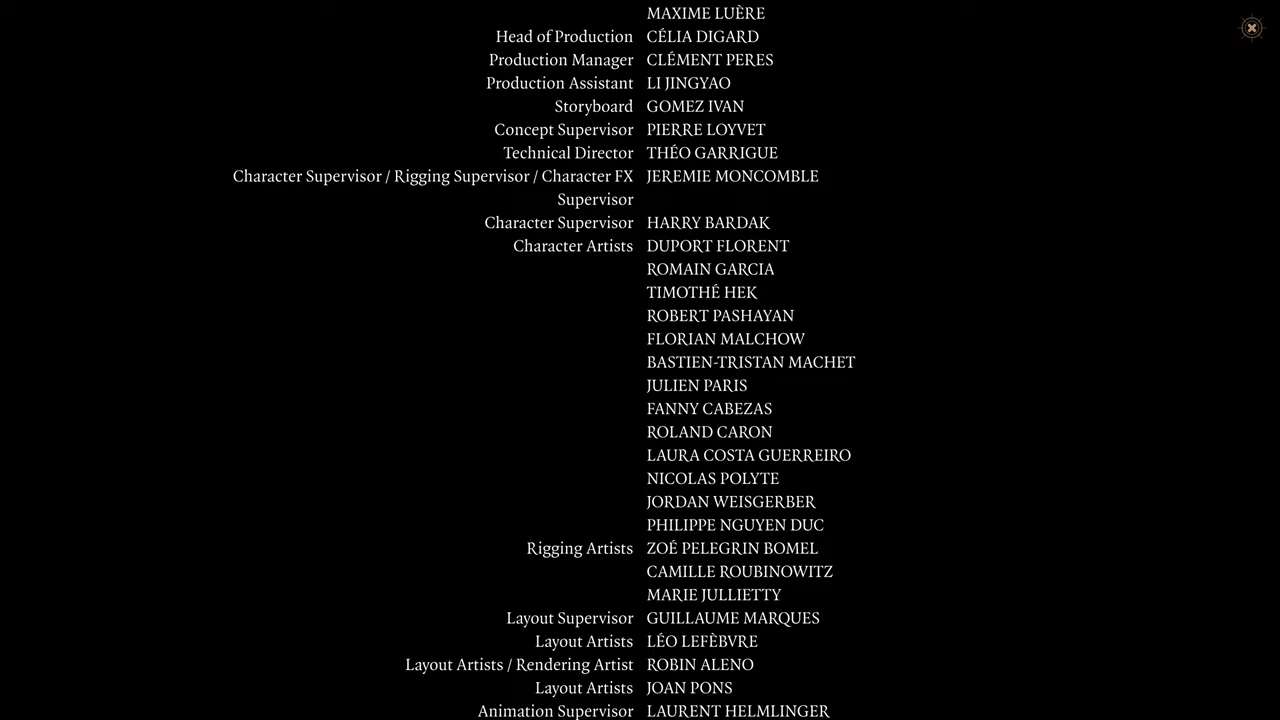 MAXIME LUÈRE
Head of Production CÉLIA DIGARD
Production Manager CLÉMENT PERES
Production Assistant LI JINGYAO
Storyboard GOMEZ IVAN
Concept Supervisor PIERRE LOYVET
Technical Director THÉO GARRIGUE
Character Supervisor / Rigging Supervisor / Character FX JEREMIE MONCOMBLE
Supervisor
Character Supervisor HARRY BARDAK
Character Artists DUPORT FLORENT
ROMAIN GARCIA
TIMOTHÉ HEK
ROBERT PASHAYAN
FLORIAN MALCHOW
BASTIEN-TRISTAN MACHET
JULIEN PARIS
FANNY CABEZAS
ROLAND CARON
LAURA COSTA GUERREIRO
NICOLAS POLYTE
JORDAN WEISGERBER
PHILIPPE NGUYEN DUC
Rigging Artists ZOÉ PELEGRIN BOMEL
CAMILLE ROUBINOWITZ
MARIE JULLIETTY
Layout Supervisor GUILLAUME MARQUES
Layout Artists LÉO LEFÈBVRE
Layout Artists / Rendering Artist ROBIN ALENO
Layout Artists JOAN PONS
Animation Supervisor LAURENT HELMLINGER